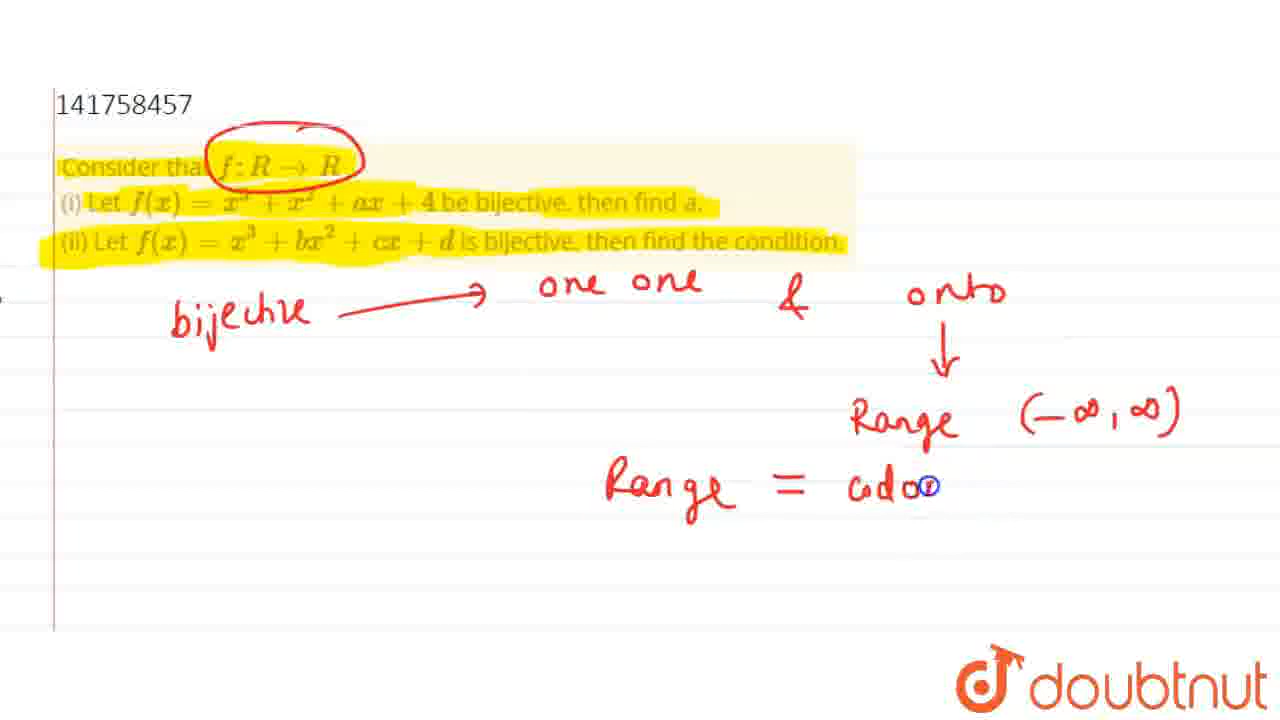 141758457
Consider that f : R → R
(i) Let f(x) = x³ + x² + ax + 4 be bijective, then find a.
(ii) Let f(x) = x³ + bx² + cx + d is bijective, then find the condition.
bijective → one one & onto
↓
Range (-∞, ∞)
Range = codo
doubtnut